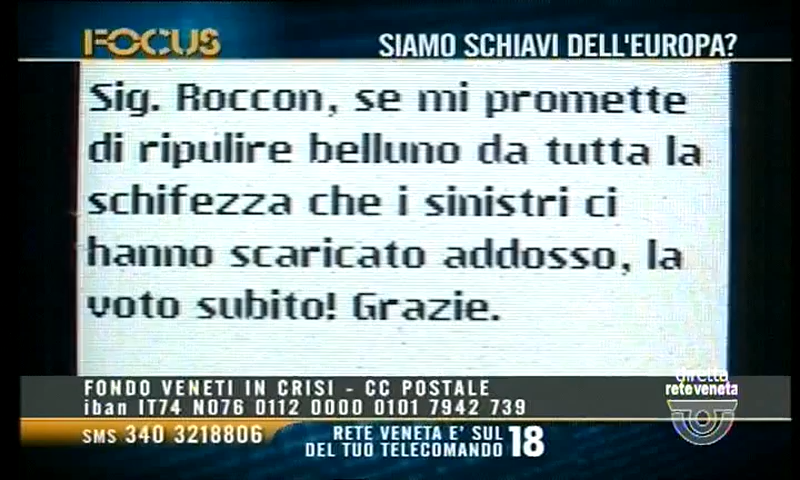 FOCUS
SIAMO SCHIAVI DELL'EUROPA?
Sig. Roccon, se mi promette
di ripulire belluno da tutta la
schifezza che i sinistri ci
hanno scaricato addosso, la
voto subito! Grazie.
diretta
reteveneta
FONDO VENETI IN CRISI - CC POSTALE
iban IT74 N076 0112 0000 0101 7942 739
SMS 340 3218806
RETE VENETA E' SUL
DEL TUO TELECOMANDO 18